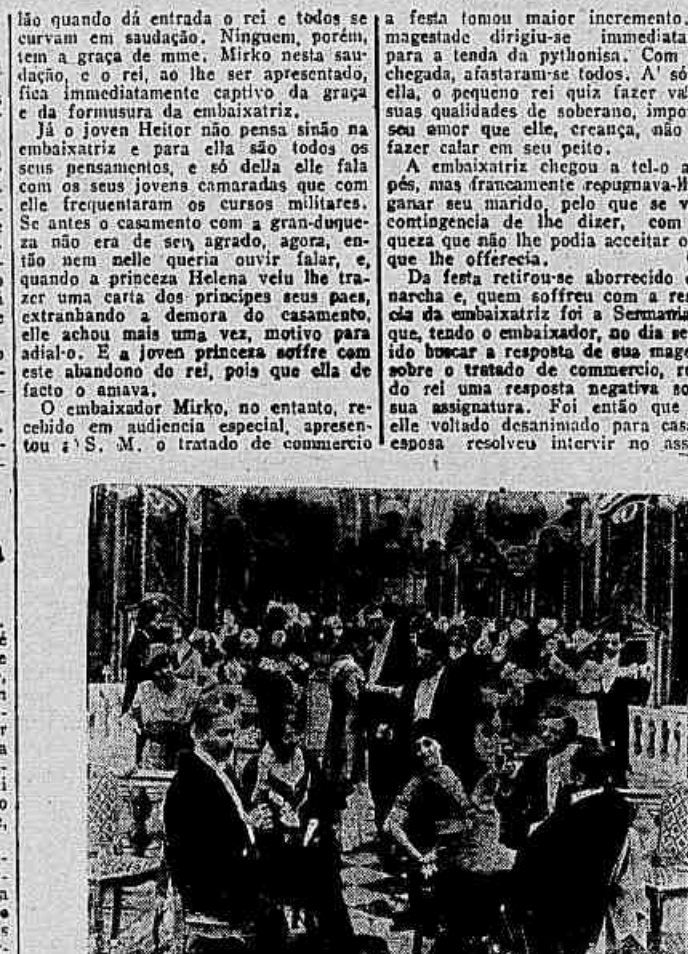 lão quando dá entrada o rei e todos se
curvam em saudação. Ninguem, porém,
tem a graça de mme. Mirko nesta sau-
dação, e o rei, ao lhe ser apresentado,
fica immediatamente captivo da graça
e da formusura da embaixatriz.
Já o joven Heitor não pensa sinão na
embaixatriz e para ella são todos os
seus pensamentos, e só della elle fala
com os seus jovens camaradas que com
elle frequentaram os cursos militares.
Se antes o casamento com a gran-duque-
za não era de seu agrado, agora, en-
tão nem nelle queria ouvir falar, e,
quando a princeza Helena veiu lhe tra-
zer uma carta dos principes seus paes,
extranhando a demora do casamento,
elle achou mais uma vez, motivo para
adial-o. E a joven princeza soffre com
este abandono do rei, pois que ella de
facto o amava.
O embaixador Mirko, no entanto, re-
cebido em audiencia especial, apresen-
tou a S. M. o tratado de commercio
a festa tomou maior incremento.
magestade dirigiu-se immediata
para a tenda da pythonisa. Com
chegada, afastaram-se todos. A' só
ella, o pequeno rei quiz fazer va
suas qualidades de soberano, impo
seu amor que elle, creança, não
fazer calar em seu peito.
A embaixatriz chegou a tel-o a
pés, mas francamente repugnava-lh
ganar seu marido, pelo que se v
contingencia de lhe dizer, com
queza que não lhe podia acceitar o
que lhe offerecia.
Da festa retirou-se aborrecido
narcha e, quem soffreu com a res
cia da embaixatriz foi a Sermania
que, tendo o embaixador, no dia se
ido buscar a resposta de sua mage
sobre o tratado de commercio, re
do rei uma resposta negativa so
sua assignatura. Foi então que
elle voltado desanimado para casa
esposa resolveu intervir no ass